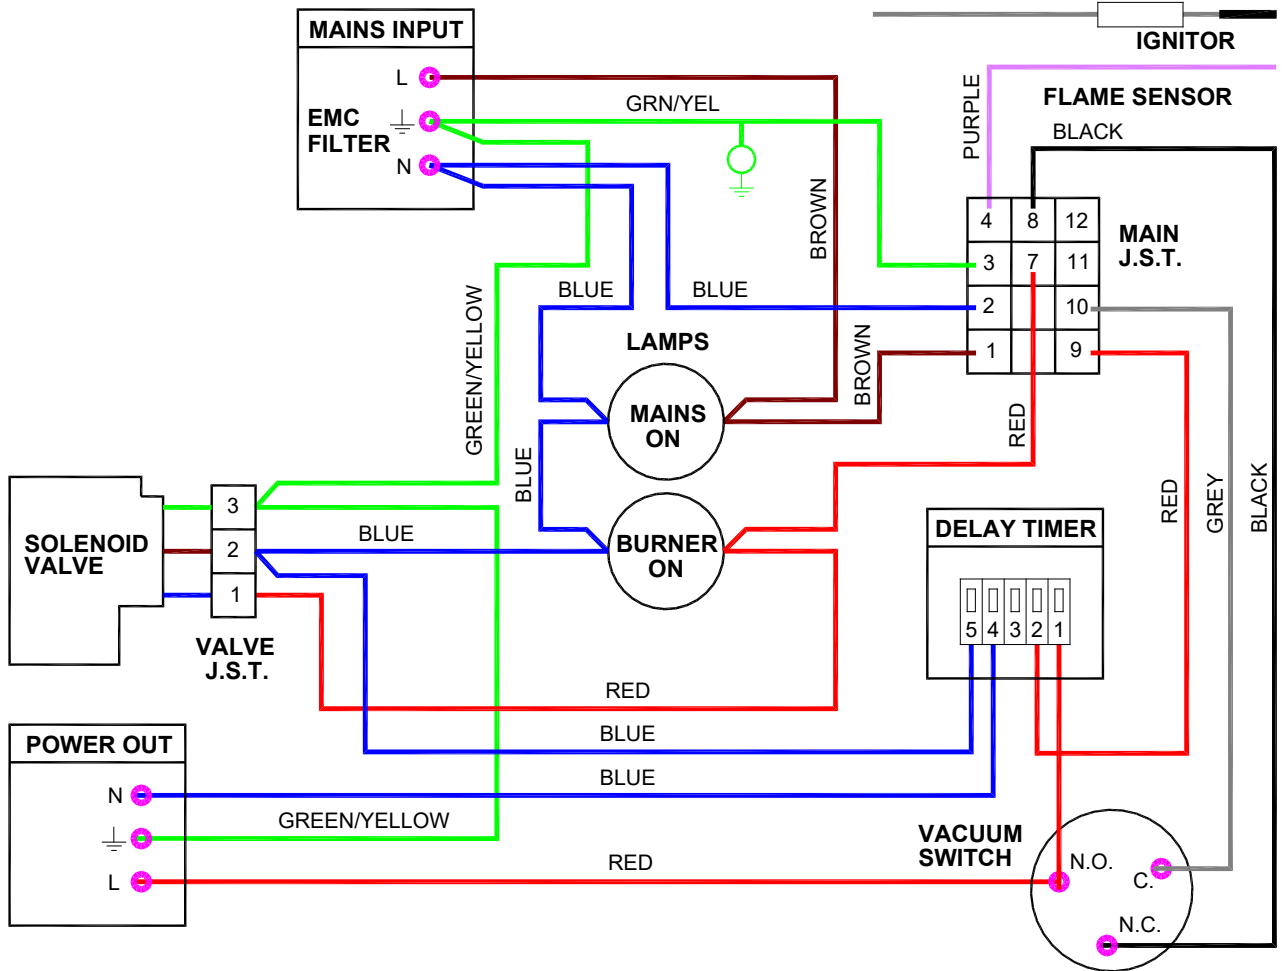 MAINS INPUT
L
EMC
FILTER
N
GRN/YEL
IGNITOR
PURPLE
FLAME SENSOR
BLACK
BROWN
4 8 12
3 7 11
2 10
1 9
MAIN
J.S.T.
BLUE
BLUE
GREEN/YELLOW
LAMPS
BROWN
MAINS
ON
RED
BLUE
RED
GREY
BLACK
SOLENOID
VALVE
3
2
1
BLUE
BURNER
ON
DELAY TIMER
5 4 3 2 1
VALVE
J.S.T.
RED
BLUE
POWER OUT
N
BLUE
GREEN/YELLOW
L
RED
VACUUM
SWITCH
N.O.
C.
N.C.